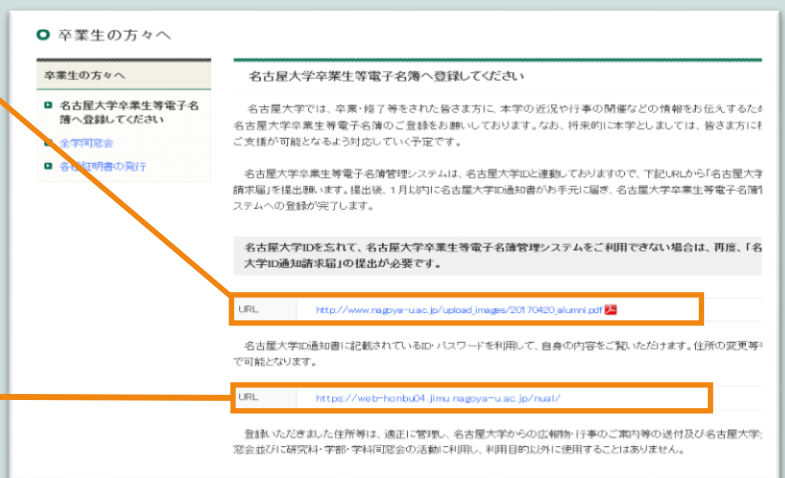 卒業生の方々へ
卒業生の方々へ
名古屋大学卒業生等電子名
簿へ登録してください
全学同窓会
各種証明書の発行
名古屋大学卒業生等電子名簿へ登録してください
名古屋大学では、卒業・修了等をされた皆さま方に、本学の近況や行事の開催などの情報をお伝えするため
名古屋大学卒業生等電子名簿のご登録をお願いしております。なお、将来的に本学としましては、皆さま方に
ご支援が可能となるよう対応していく予定です。
名古屋大学卒業生等電子名簿管理システムは、名古屋大学IDと連動しておりますので、下記URLから「名古屋大学
請求届」を提出願います。提出後、1月以内に名古屋大学ID通知書がお手元に届き、名古屋大学卒業生等電子名簿
ステムへの登録が完了します。
名古屋大学IDを忘れて、名古屋大学卒業生等電子名簿管理システムをご利用できない場合は、再度、「名
大学ID通知請求届」の提出が必要です。
URL http://www.nagoya-u.ac.jp/upload_images/20170420_alumni.pdf
名古屋大学ID通知書に記載されているID・パスワードを利用して、自身の内容をご覧いただけます。住所の変更等
で可能となります。
URL https://web-honbu04.jimu.nagoya-u.ac.jp/nual/
登録いただきました住所等は、適正に管理し、名古屋大学からの広報物・行事のご案内等の送付及び名古屋大学
窓会並びに研究科・学部・学科同窓会の活動に利用し、利用目的以外に使用することはありません。